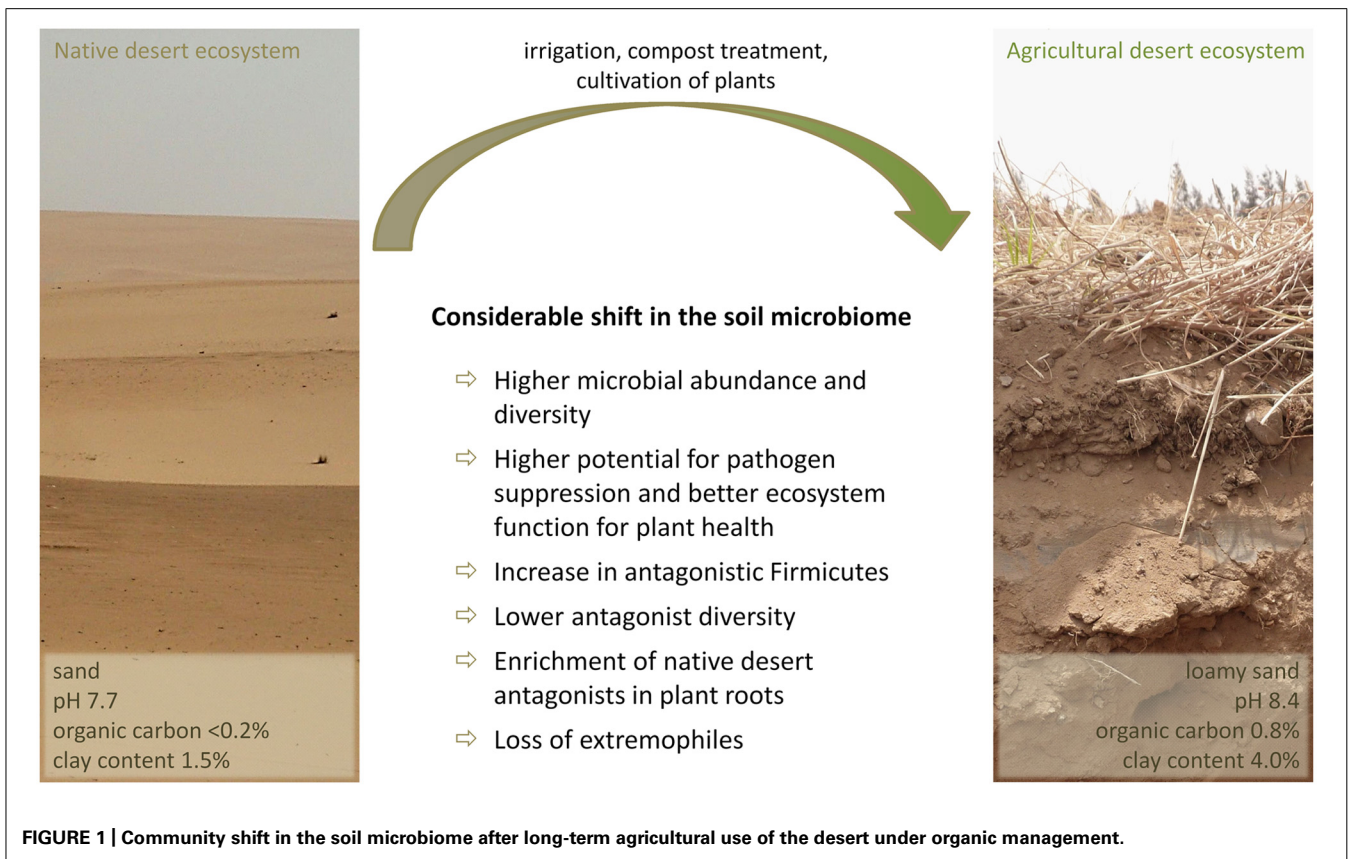 Native desert ecosystem
irrigation, compost treatment,
cultivation of plants
Agricultural desert ecosystem
Considerable shift in the soil microbiome
⇨ Higher microbial abundance and
diversity
⇨ Higher potential for pathogen
suppression and better ecosystem
function for plant health
⇨ Increase in antagonistic Firmicutes
⇨ Lower antagonist diversity
⇨ Enrichment of native desert
antagonists in plant roots
⇨ Loss of extremophiles
sand
pH 7.7
organic carbon <0.2%
clay content 1.5%
loamy sand
pH 8.4
organic carbon 0.8%
clay content 4.0%
FIGURE 1 | Community shift in the soil microbiome after long-term agricultural use of the desert under organic management.